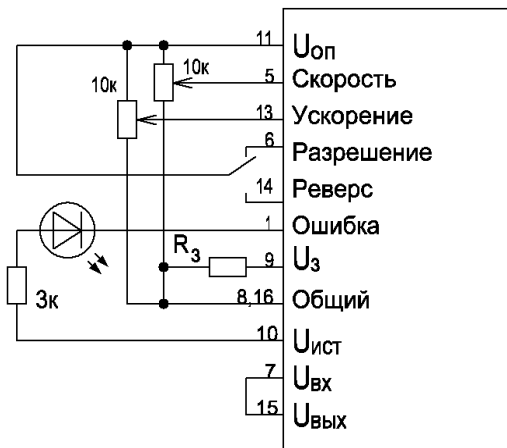 11 Uоп
10к 10к 5 Скорость
13 Ускорение
6 Разрешение
14 Реверс
1 Ошибка
R3 9 Uз
3к 8,16 Общий
10 Uист
7 Uвх
15 Uвых